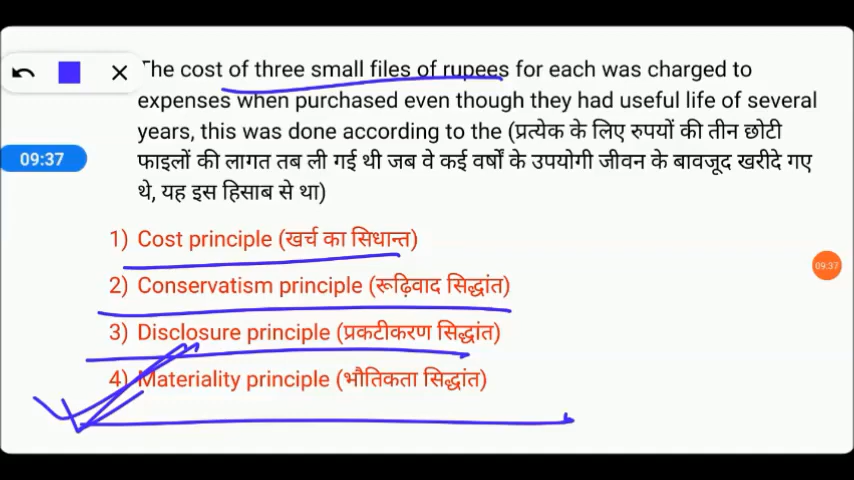 The cost of three small files of rupees for each was charged to
expenses when purchased even though they had useful life of several
years, this was done according to the (प्रत्येक के लिए रुपयों की तीन छोटी
09:37
फाइलों की लागत तब ली गई थी जब वे कई वर्षों के उपयोगी जीवन के बावजूद खरीदे गए
थे, यह इस हिसाब से था)
1) Cost principle (खर्च का सिधान्त)
09:37
2) Conservatism principle (रूढ़िवाद सिद्धांत)
3) Disclosure principle (प्रकटीकरण सिद्धांत)
4) Materiality principle (भौतिकता सिद्धांत)